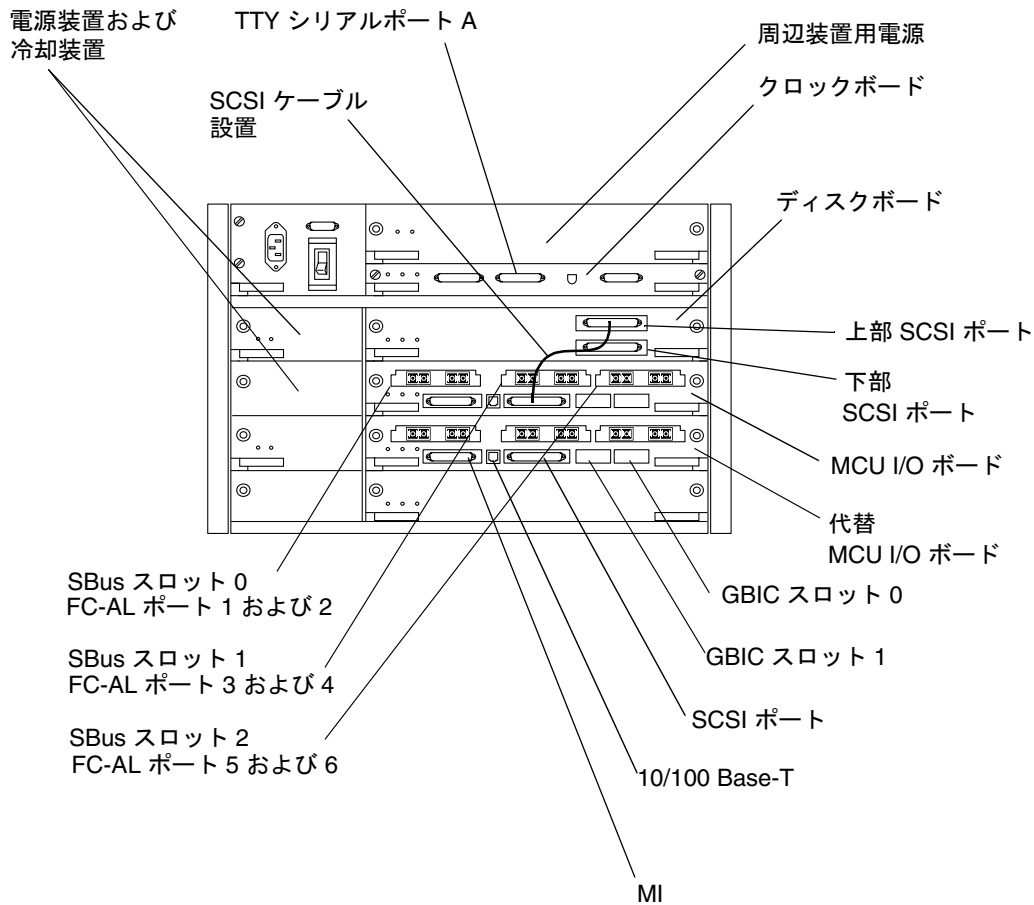 電源装置および
冷却装置
TTY シリアルポート A
周辺装置用電源
クロックボード
SCSI ケーブル
設置
ディスクボード
上部 SCSI ポート
下部
SCSI ポート
MCU I/O ボード
代替
MCU I/O ボード
SBus スロット 0
FC-AL ポート 1 および 2
GBIC スロット 0
SBus スロット 1
FC-AL ポート 3 および 4
GBIC スロット 1
SCSI ポート
SBus スロット 2
FC-AL ポート 5 および 6
10/100 Base-T
MI